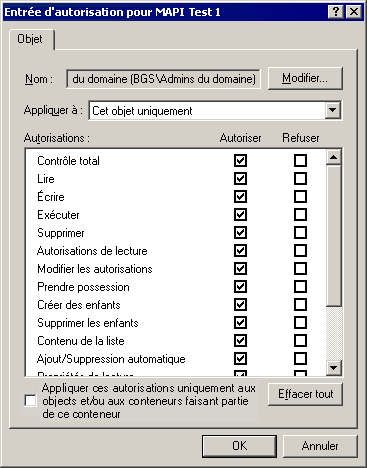 Entrée d'autorisation pour MAPI Test 1
Objet
Nom : du domaine (BGS\Admins du domaine) Modifier...
Appliquer à : Cet objet uniquement
Autorisations : Autoriser Refuser
Contrôle total
Lire
Écrire
Exécuter
Supprimer
Autorisations de lecture
Modifier les autorisations
Prendre possession
Créer des enfants
Supprimer les enfants
Contenu de la liste
Ajout/Suppression automatique
Propriétés de lecture
Appliquer ces autorisations uniquement aux
objects et/ou aux conteneurs faisant partie
de ce conteneur
Effacer tout
OK Annuler